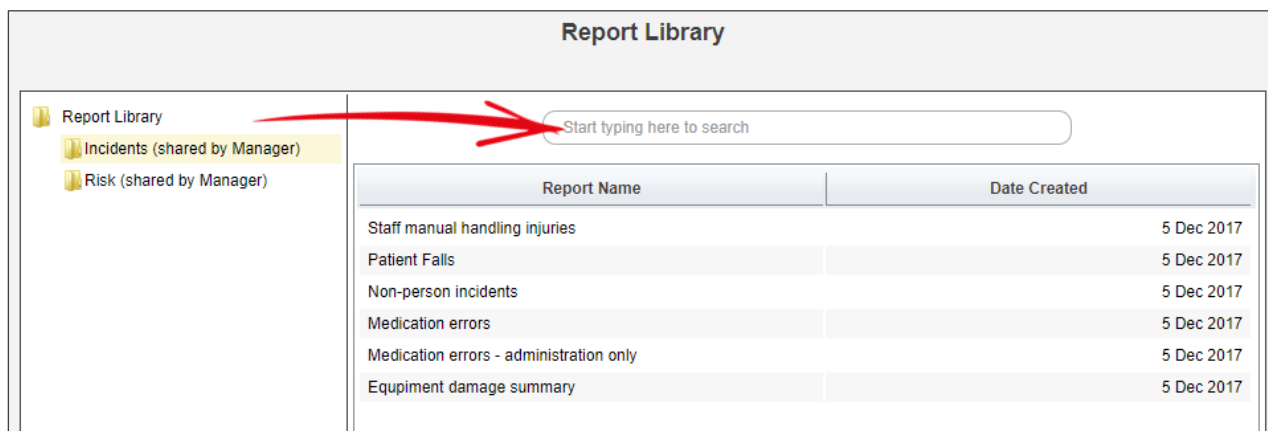 Report Library
Report Library
Incidents (shared by Manager)
Risk (shared by Manager)
Start typing here to search
Report Name Date Created
Staff manual handling injuries 5 Dec 2017
Patient Falls 5 Dec 2017
Non-person incidents 5 Dec 2017
Medication errors 5 Dec 2017
Medication errors - administration only 5 Dec 2017
Equpiment damage summary 5 Dec 2017